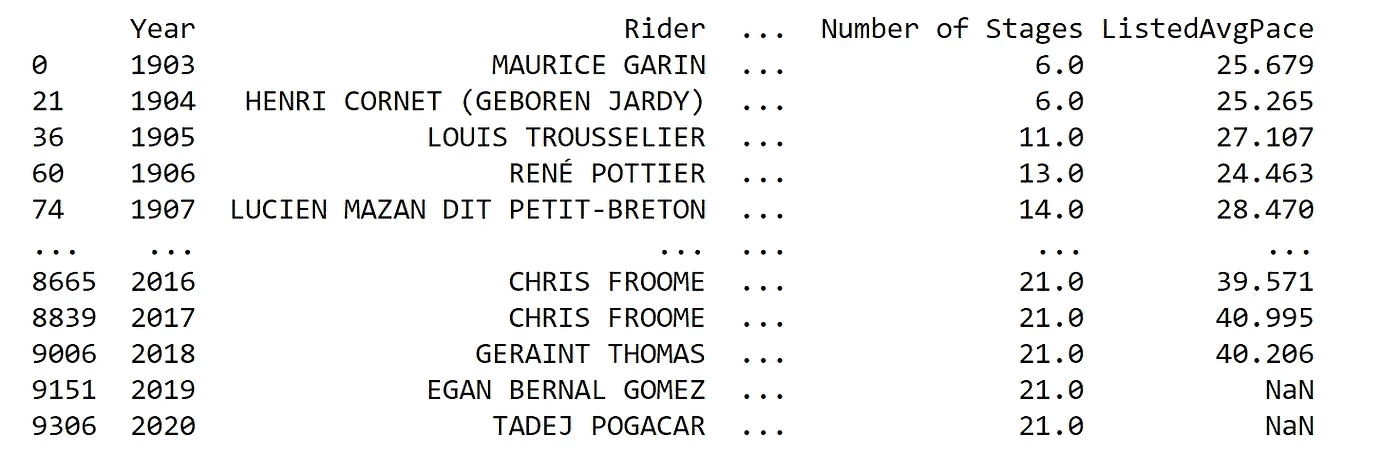 Year Rider ... Number of Stages ListedAvgPace
0 1903 MAURICE GARIN ... 6.0 25.679
21 1904 HENRI CORNET (GEBOREN JARDY) ... 6.0 25.265
36 1905 LOUIS TROUSSELIER ... 11.0 27.107
60 1906 RENÉ POTTIER ... 13.0 24.463
74 1907 LUCIEN MAZAN DIT PETIT-BRETON ... 14.0 28.470
... ... ... ... ... ...
8665 2016 CHRIS FROOME ... 21.0 39.571
8839 2017 CHRIS FROOME ... 21.0 40.995
9006 2018 GERAINT THOMAS ... 21.0 40.206
9151 2019 EGAN BERNAL GOMEZ ... 21.0 NaN
9306 2020 TADEJ POGACAR ... 21.0 NaN